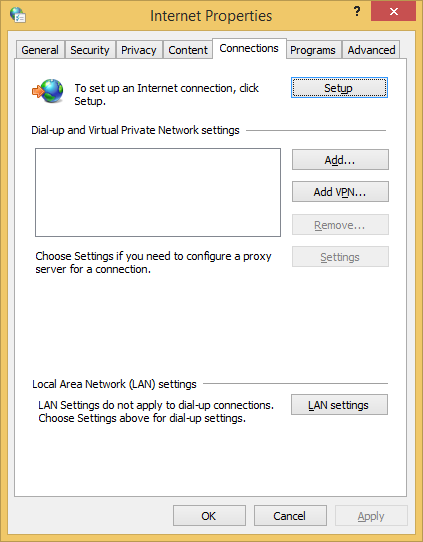 Internet Properties
?
General Security Privacy Content Connections Programs Advanced
To set up an Internet connection, click
Setup.
Setup
Dial-up and Virtual Private Network settings
Add...
Add VPN...
Remove...
Choose Settings if you need to configure a proxy
server for a connection.
Settings
Local Area Network (LAN) settings
LAN Settings do not apply to dial-up connections.
Choose Settings above for dial-up settings.
LAN settings
OK Cancel Apply